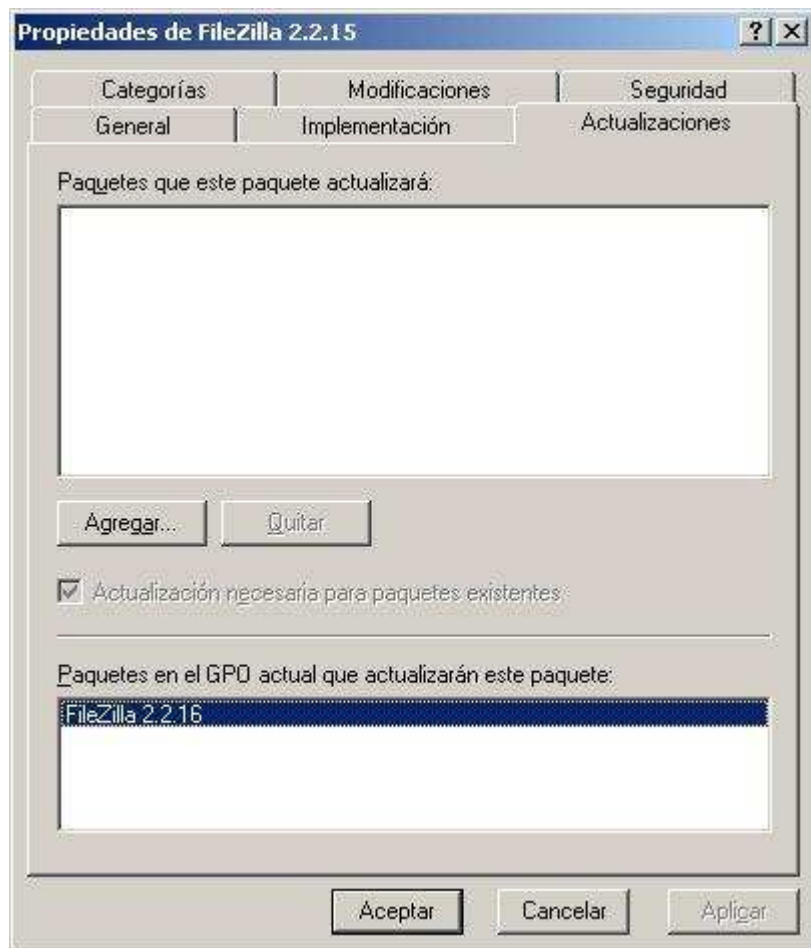 Propiedades de FileZilla 2.2.15
Categorías Modificaciones Seguridad
General Implementación Actualizaciones
Paquetes que este paquete actualizará:
Agregar... Quitar
Actualización necesaria para paquetes existentes
Paquetes en el GPO actual que actualizarán este paquete:
FileZilla 2.2.16
Aceptar Cancelar Aplicar